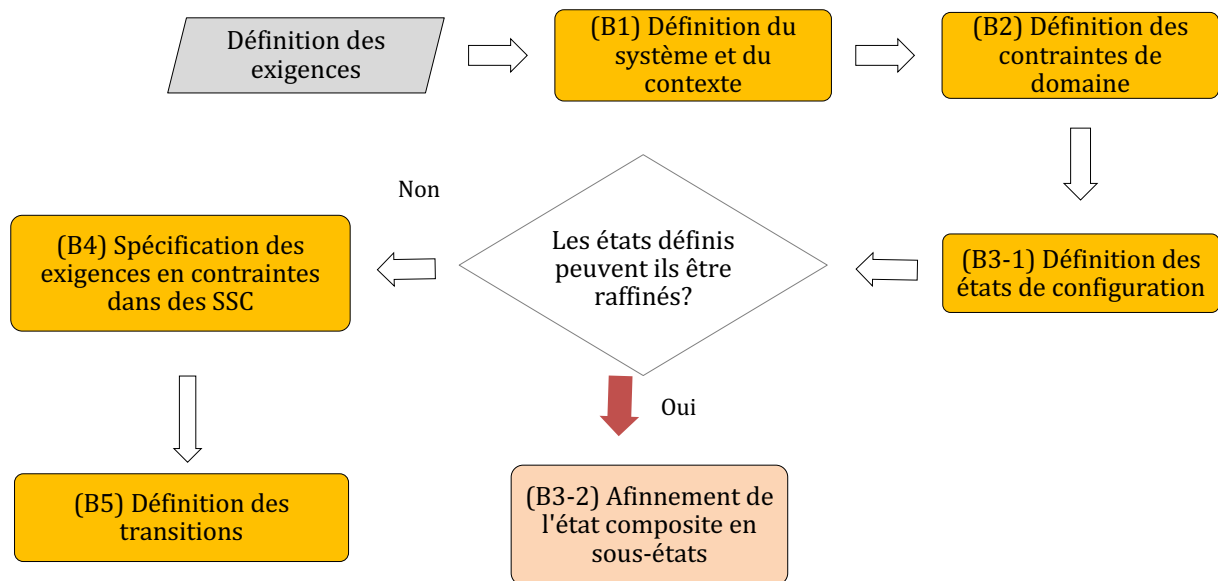 Définition des
exigences
(B1) Définition du
système et du
contexte
(B2) Définition des
contraintes de
domaine
(B3-1) Définition des
états de configuration
Les états définis
peuvent ils être
raffinés?
Non
(B4) Spécification des
exigences en contraintes
dans des SSC
(B5) Définition des
transitions
Oui
(B3-2) Afinnement de
l'état composite en
sous-états